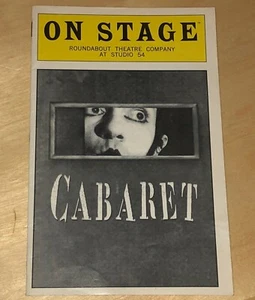 ON STAGE
ROUNDABOUT THEATRE COMPANY
AT STUDIO 54
CABARET